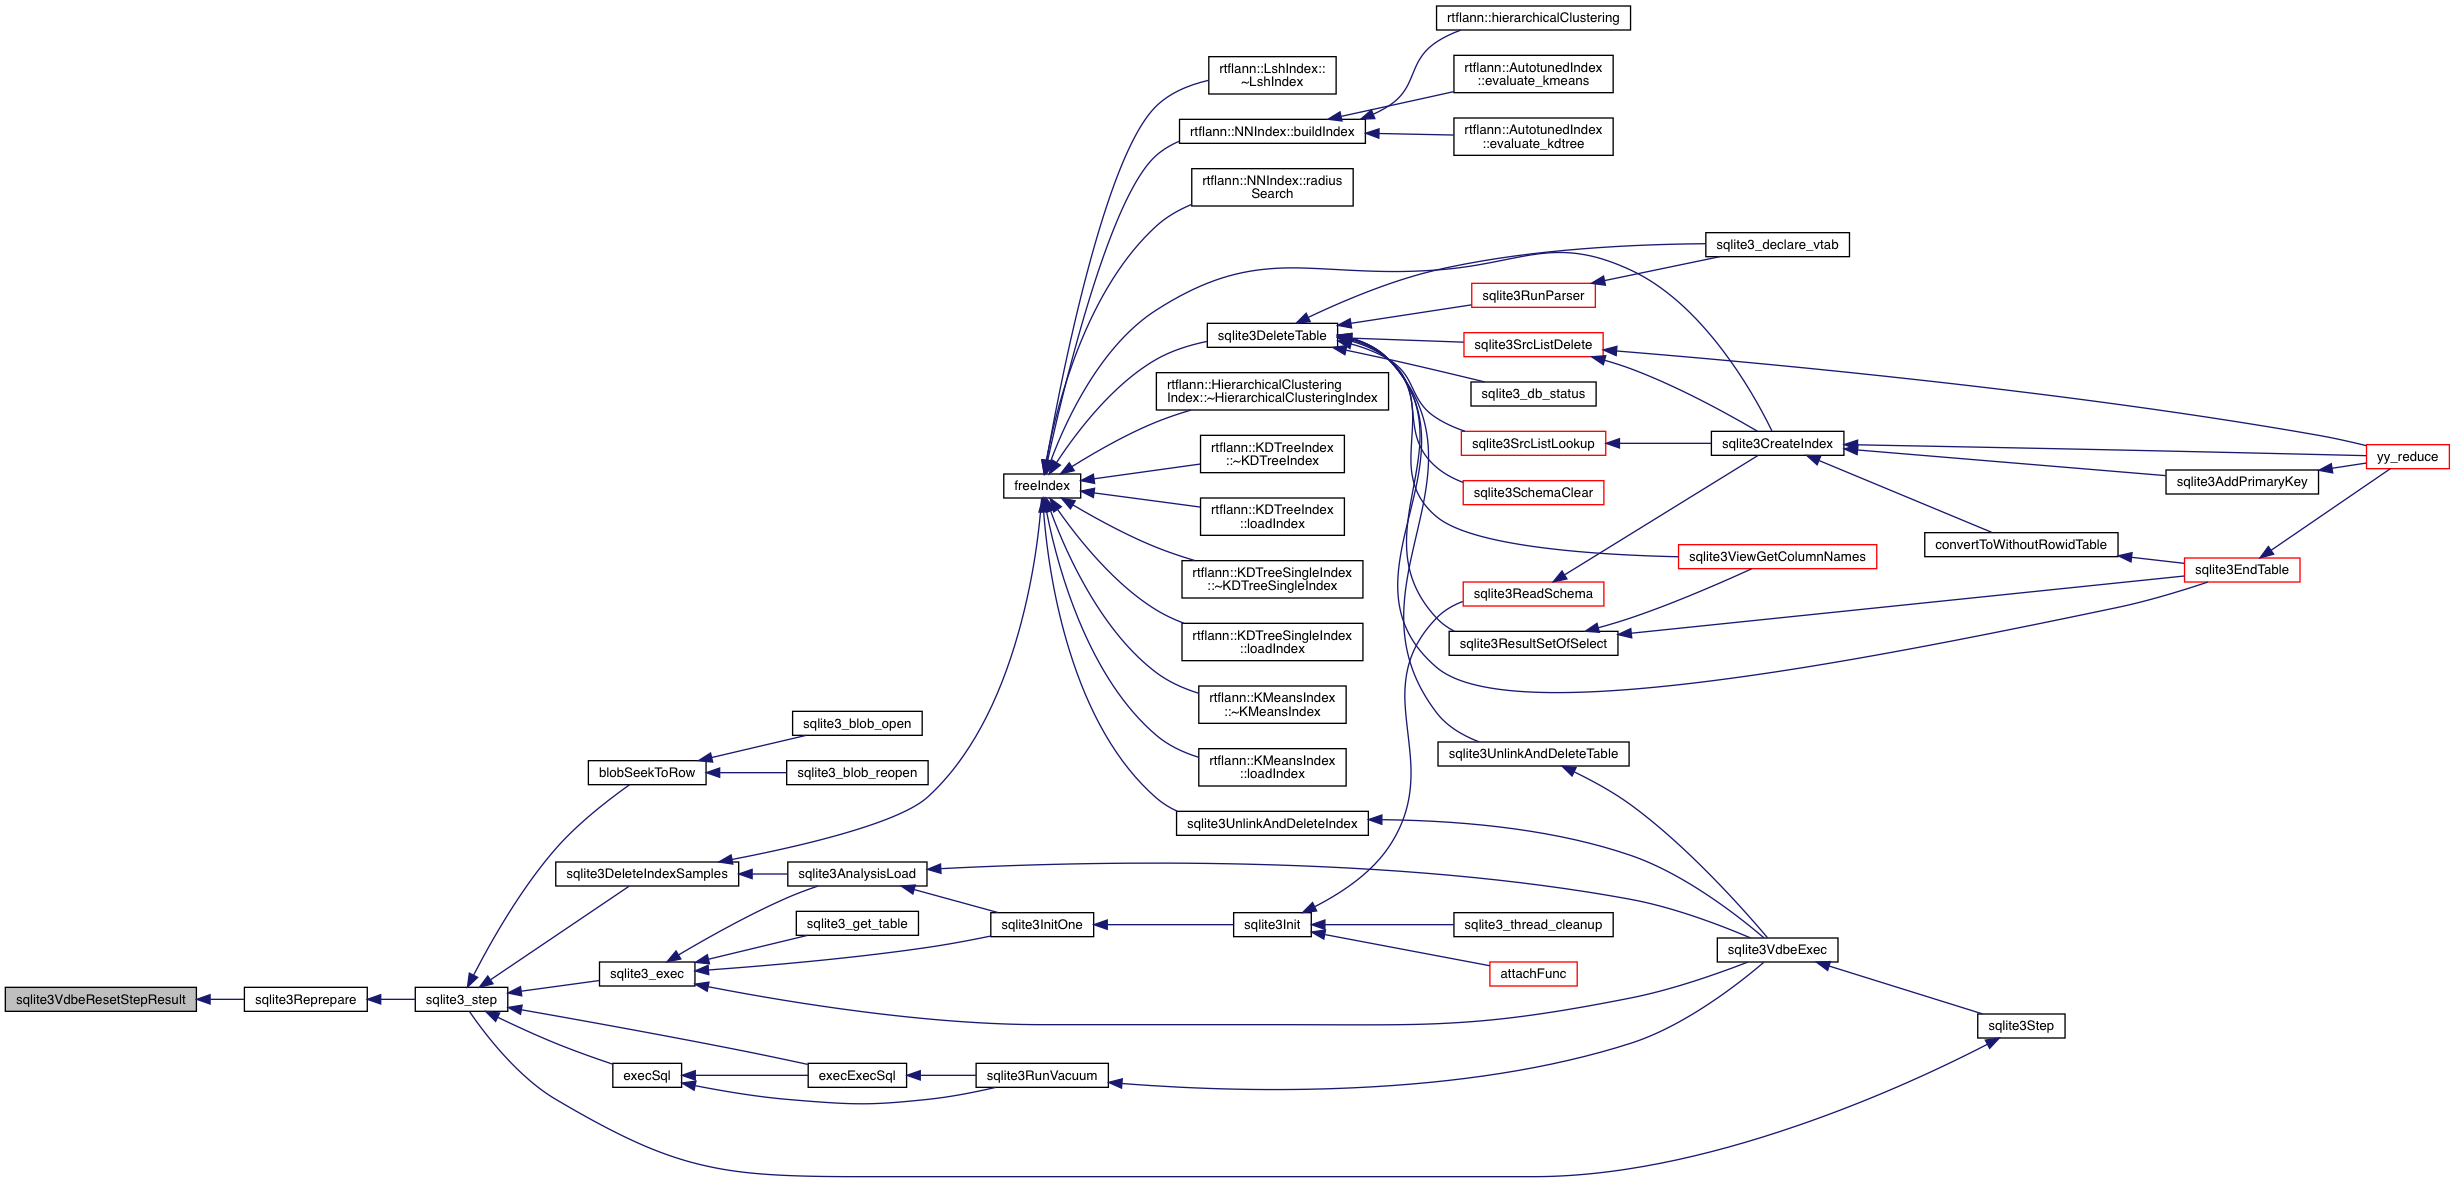 rtflann::hierarchicalClustering
rtflann::LshIndex::
~LshIndex
rtflann::AutotunedIndex
::evaluate_kmeans
rtflann::NNIndex::buildIndex
rtflann::AutotunedIndex
::evaluate_kdtree
rtflann::NNIndex::radius
Search
sqlite3_declare_vtab
sqlite3RunParser
sqlite3DeleteTable
sqlite3SrcListDelete
rtflann::HierarchicalClustering
Index::~HierarchicalClusteringIndex
sqlite3_db_status
sqlite3SrcListLookup
sqlite3CreateIndex
yy_reduce
rtflann::KDTreeIndex
::~KDTreeIndex
sqlite3AddPrimaryKey
freeIndex
sqlite3SchemaClear
rtflann::KDTreeIndex
::loadIndex
convertToWithoutRowidTable
sqlite3ViewGetColumnNames
sqlite3EndTable
rtflann::KDTreeSingleIndex
::~KDTreeSingleIndex
sqlite3ReadSchema
rtflann::KDTreeSingleIndex
::loadIndex
sqlite3ResultSetOfSelect
rtflann::KMeansIndex
::~KMeansIndex
sqlite3_blob_open
sqlite3UnlinkAndDeleteTable
blobSeekToRow
sqlite3_blob_reopen
rtflann::KMeansIndex
::loadIndex
sqlite3UnlinkAndDeleteIndex
sqlite3DeleteIndexSamples
sqlite3AnalysisLoad
sqlite3_get_table
sqlite3InitOne
sqlite3Init
sqlite3_thread_cleanup
sqlite3VdbeExec
sqlite3_exec
attachFunc
sqlite3VdbeResetStepResult
sqlite3Reprepare
sqlite3_step
sqlite3Step
execSql
execExecSql
sqlite3RunVacuum